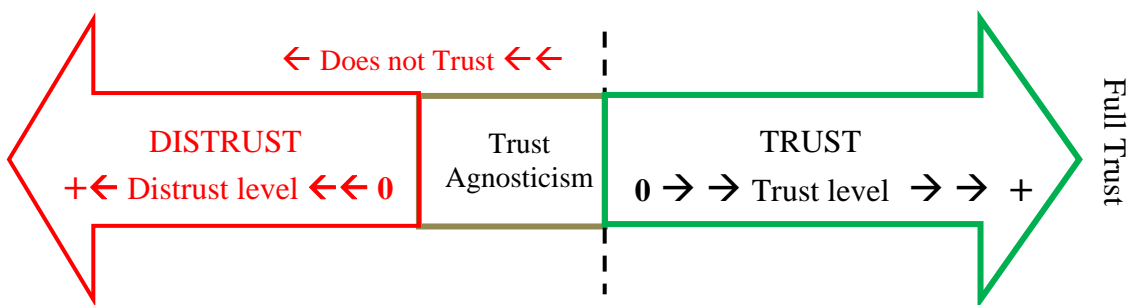 ← Does not Trust ← ←
DISTRUST
+ ← Distrust level ← ← 0
Trust
Agnosticism
TRUST
0 → → Trust level → → +
Full Trust